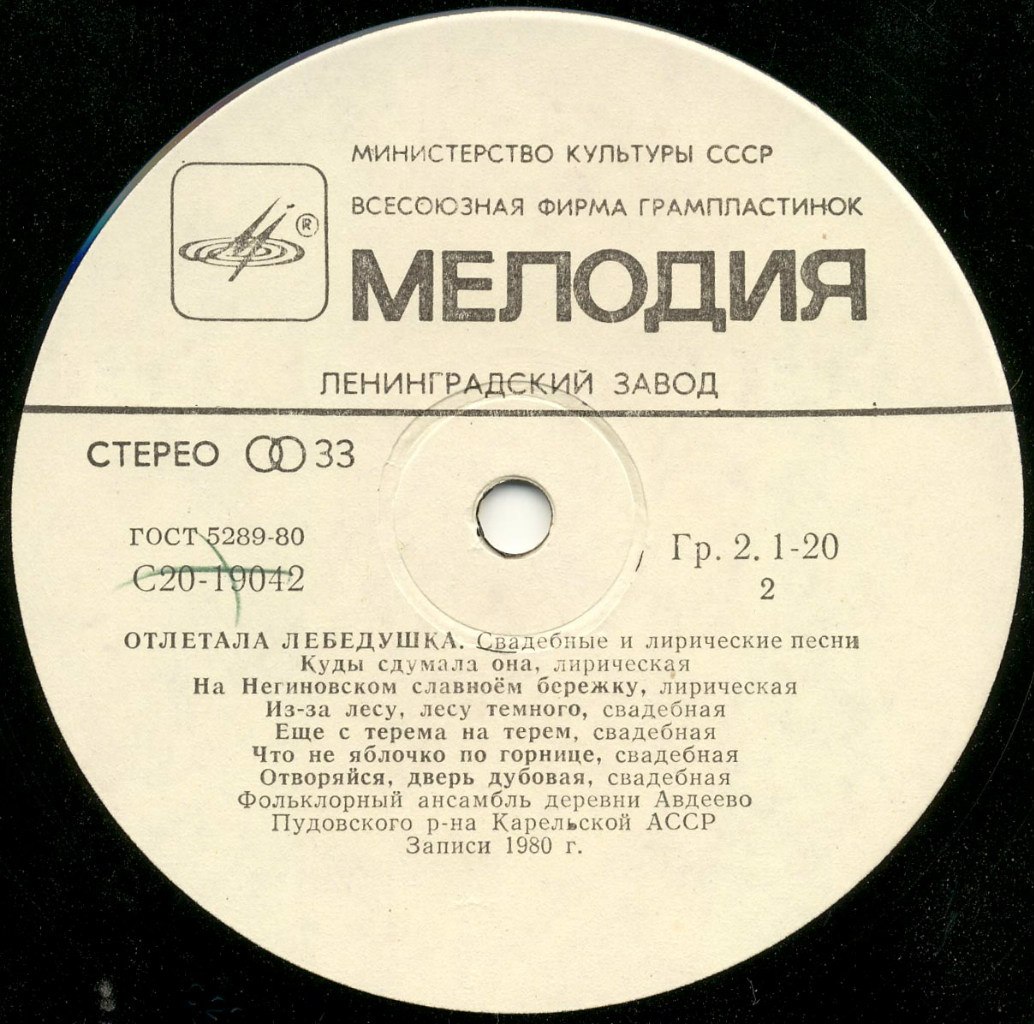 МИНИСТЕРСТВО КУЛЬТУРЫ СССР
ВСЕСОЮЗНАЯ ФИРМА ГРАМПЛАСТИНОК
®
МЕЛОДИЯ
ЛЕНИНГРАДСКИЙ ЗАВОД
СТЕРЕО 33
ГОСТ 5289-80
С20-19042
Гр. 2. 1-20
2
ОТЛЕТАЛА ЛЕБЕДУШКА. Свадебные и лирические песни
Куды сдумала она, лирическая
На Негиновском славноём бережку, лирическая
Из-за лесу, лесу темного, свадебная
Еще с терема на терем, свадебная
Что не яблочко по горнице, свадебная
Отворяйся, дверь дубовая, свадебная
Фольклорный ансамбль деревни Авдеево
Пудовского р-на Карельской АССР
Записи 1980 г.